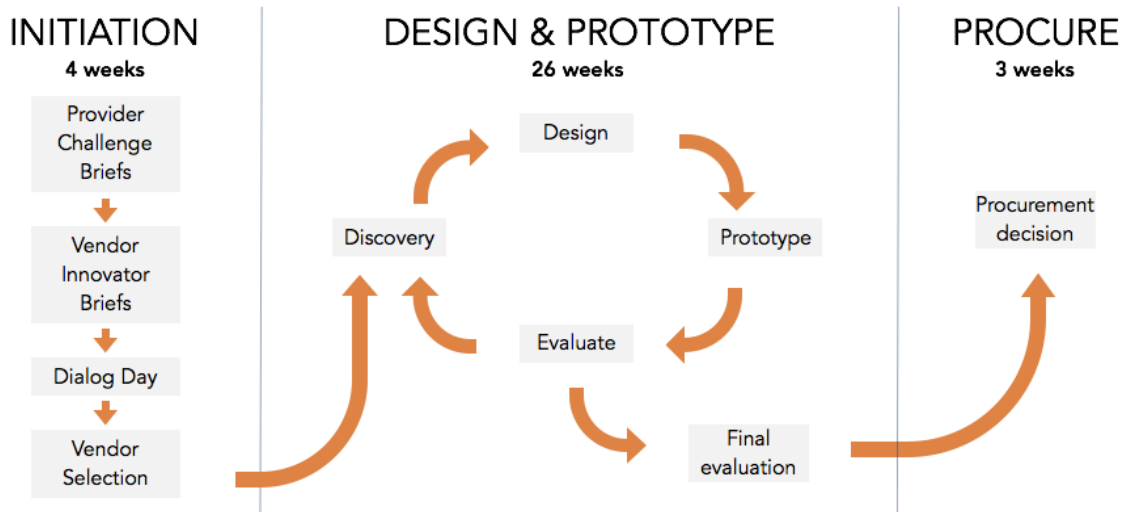 INITIATION
4 weeks
Provider
Challenge
Briefs
Vendor
Innovator
Briefs
Dialog Day
Vendor
Selection
DESIGN & PROTOTYPE
26 weeks
Design
Discovery
Prototype
Evaluate
Final
evaluation
PROCURE
3 weeks
Procurement
decision